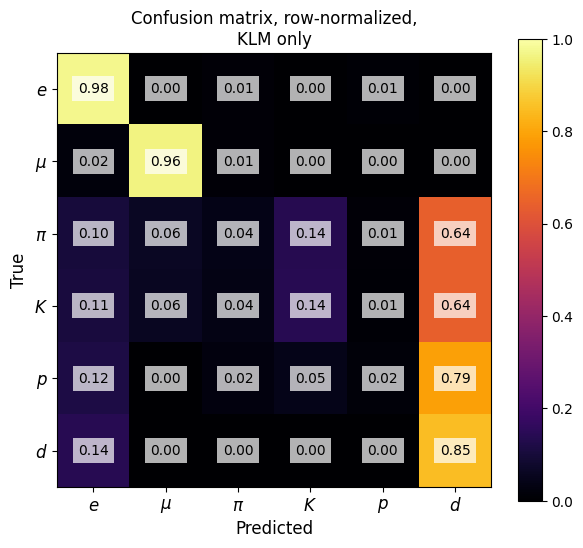 Confusion matrix, row-normalized,
KLM only
True
e 0.98 0.00 0.01 0.00 0.01 0.00
μ 0.02 0.96 0.01 0.00 0.00 0.00
π 0.10 0.06 0.04 0.14 0.01 0.64
K 0.11 0.06 0.04 0.14 0.01 0.64
p 0.12 0.00 0.02 0.05 0.02 0.79
d 0.14 0.00 0.00 0.00 0.00 0.85
e μ π K p d
Predicted
1.0
0.8
0.6
0.4
0.2
0.0